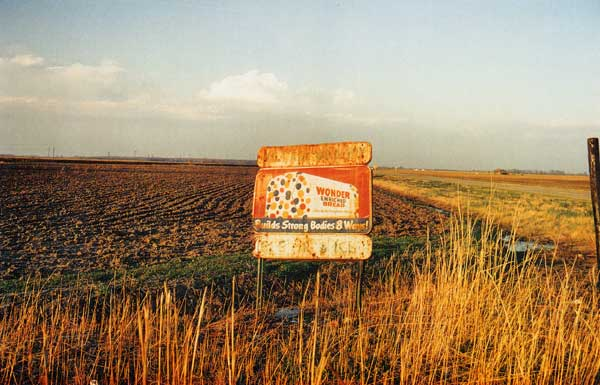 WONDER
ENRICHED
BREAD
Builds Strong Bodies 8 Ways!